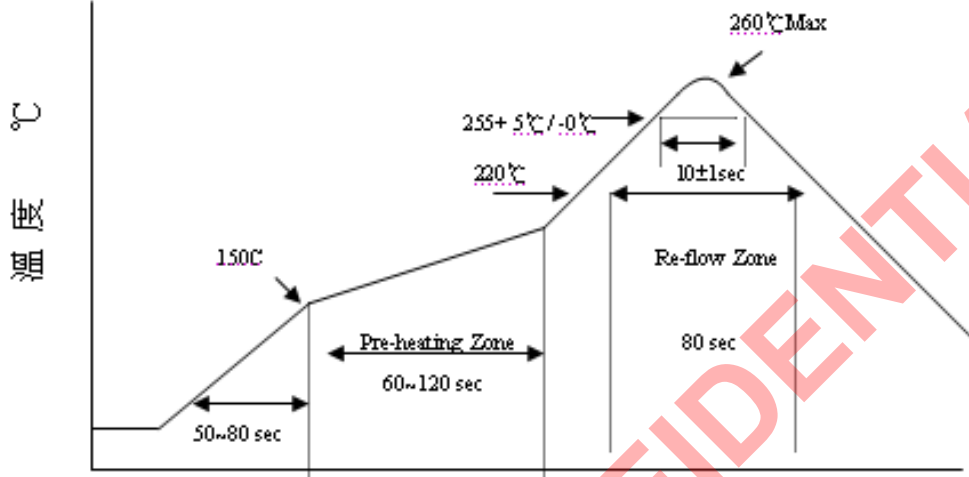 260℃Max
255+ 5℃ / -0℃
10±1sec
220℃
150C
Re-flow Zone
80 sec
Pre-heating Zone
60~120 sec
50~80 sec
温度 ℃